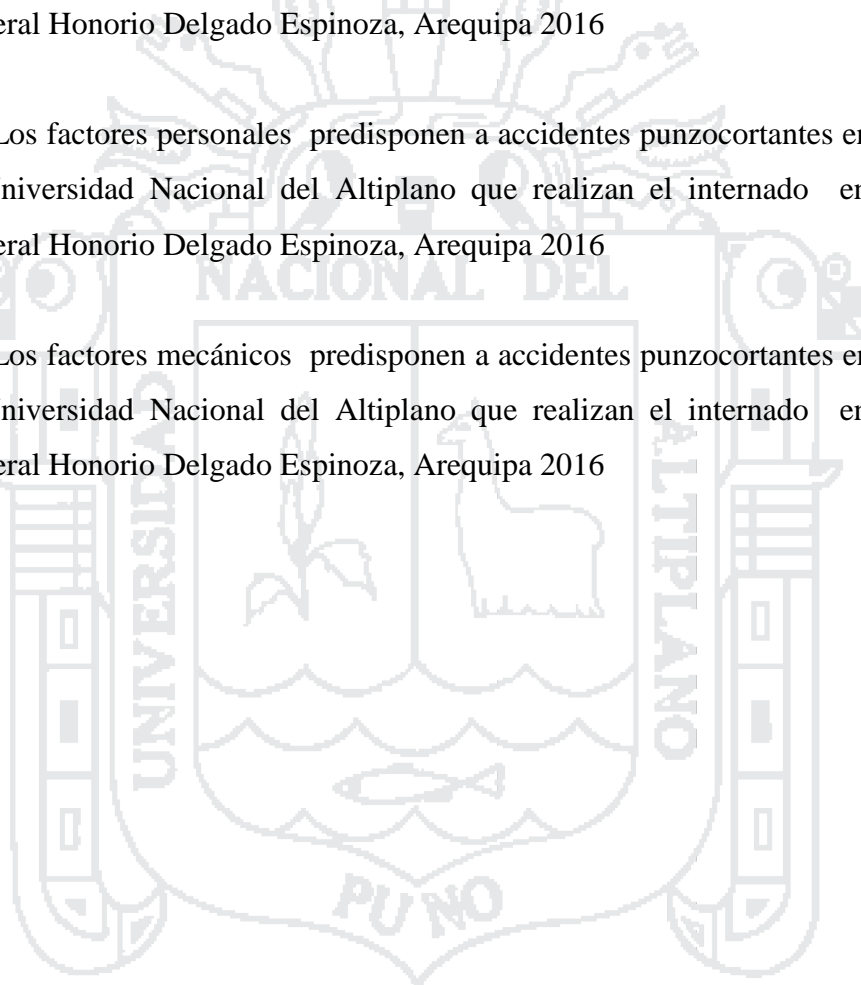 eral Honorio Delgado Espinoza, Arequipa 2016
Los factores personales predisponen a accidentes punzocortantes en
niversidad Nacional del Altiplano que realizan el internado en
eral Honorio Delgado Espinoza, Arequipa 2016
NACIONAL DEL
Los factores mecánicos predisponen a accidentes punzocortantes en
niversidad Nacional del Altiplano que realizan el internado en
eral Honorio Delgado Espinoza, Arequipa 2016
UNIVERSIDAD
ALTIPLANO
PUNO